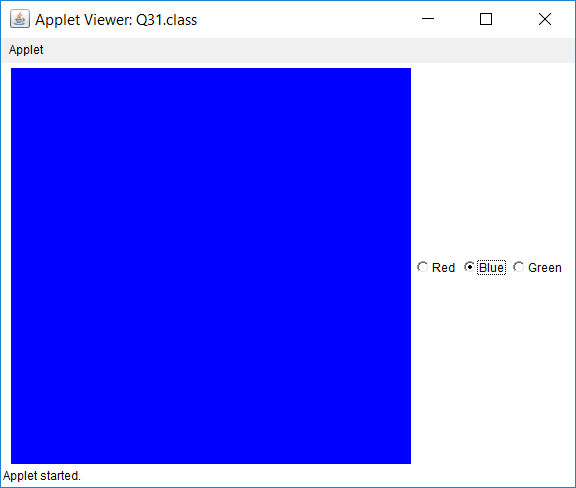 Applet Viewer: Q31.class
Applet
Red Blue Green
Applet started.